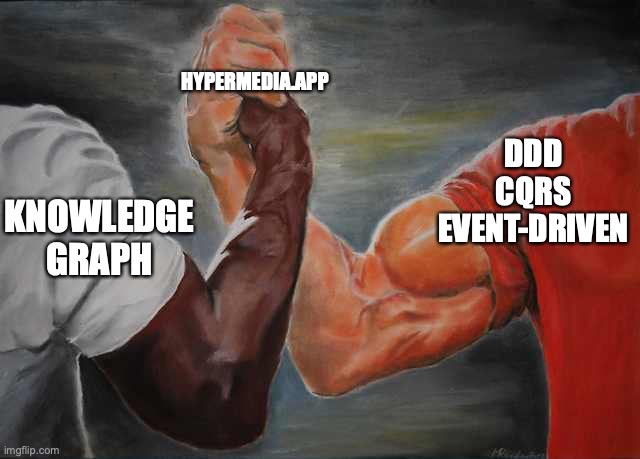 HYPERMEDIA.APP
KNOWLEDGE
GRAPH
DDD
CQRS
EVENT-DRIVEN
imgflip.com